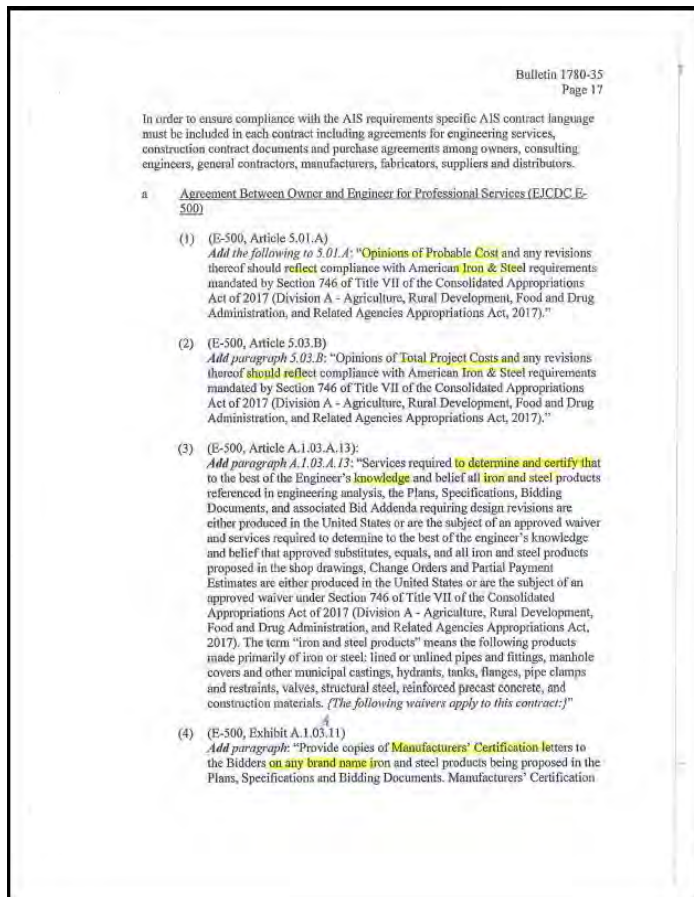 Bulletin 1780-35
Page 17
In order to ensure compliance with the AIS requirements specific AIS contract language
must be included in each contract including agreements for engineering services,
construction contract documents and purchase agreements among owners, consulting
engineers, general contractors, manufacturers, fabricators, suppliers and distributors.
a Agreement Between Owner and Engineer for Professional Services (EJCDC E-
500)
(1) (E-500, Article 5.01.A)
Add the following to 5.01.A: “Opinions of Probable Cost and any revisions
thereof should reflect compliance with American Iron & Steel requirements
mandated by Section 746 of Title VII of the Consolidated Appropriations
Act of 2017 (Division A - Agriculture, Rural Development, Food and Drug
Administration, and Related Agencies Appropriations Act, 2017).”
(2) (E-500, Article 5.03.B)
Add paragraph 5.03.B: “Opinions of Total Project Costs and any revisions
thereof should reflect compliance with American Iron & Steel requirements
mandated by Section 746 of Title VII of the Consolidated Appropriations
Act of 2017 (Division A - Agriculture, Rural Development, Food and Drug
Administration, and Related Agencies Appropriations Act, 2017).”
(3) (E-500, Article A.1.03.A.13):
Add paragraph A.1.03.A.13: “Services required to determine and certify that
to the best of the Engineer’s knowledge and belief all iron and steel products
referenced in engineering analysis, the Plans, Specifications, Bidding
Documents, and associated Bid Addenda requiring design revisions are
either produced in the United States or are the subject of an approved waiver
and services required to determine to the best of the engineer’s knowledge
and belief that approved substitutes, equals, and all iron and steel products
proposed in the shop drawings, Change Orders and Partial Payment
Estimates are either produced in the United States or are the subject of an
approved waiver under Section 746 of Title VII of the Consolidated
Appropriations Act of 2017 (Division A - Agriculture, Rural Development,
Food and Drug Administration, and Related Agencies Appropriations Act,
2017). The term “iron and steel products” means the following products
made primarily of iron or steel: lined or unlined pipes and fittings, manhole
covers and other municipal castings, hydrants, tanks, flanges, pipe clamps
and restraints, valves, structural steel, reinforced precast concrete, and
construction materials. [The following waivers apply to this contract:]”
A
(4) (E-500, Exhibit A.1.03.11)
Add paragraph: “Provide copies of Manufacturers’ Certification letters to
the Bidders on any brand name iron and steel products being proposed in the
Plans, Specifications and Bidding Documents. Manufacturers’ Certification